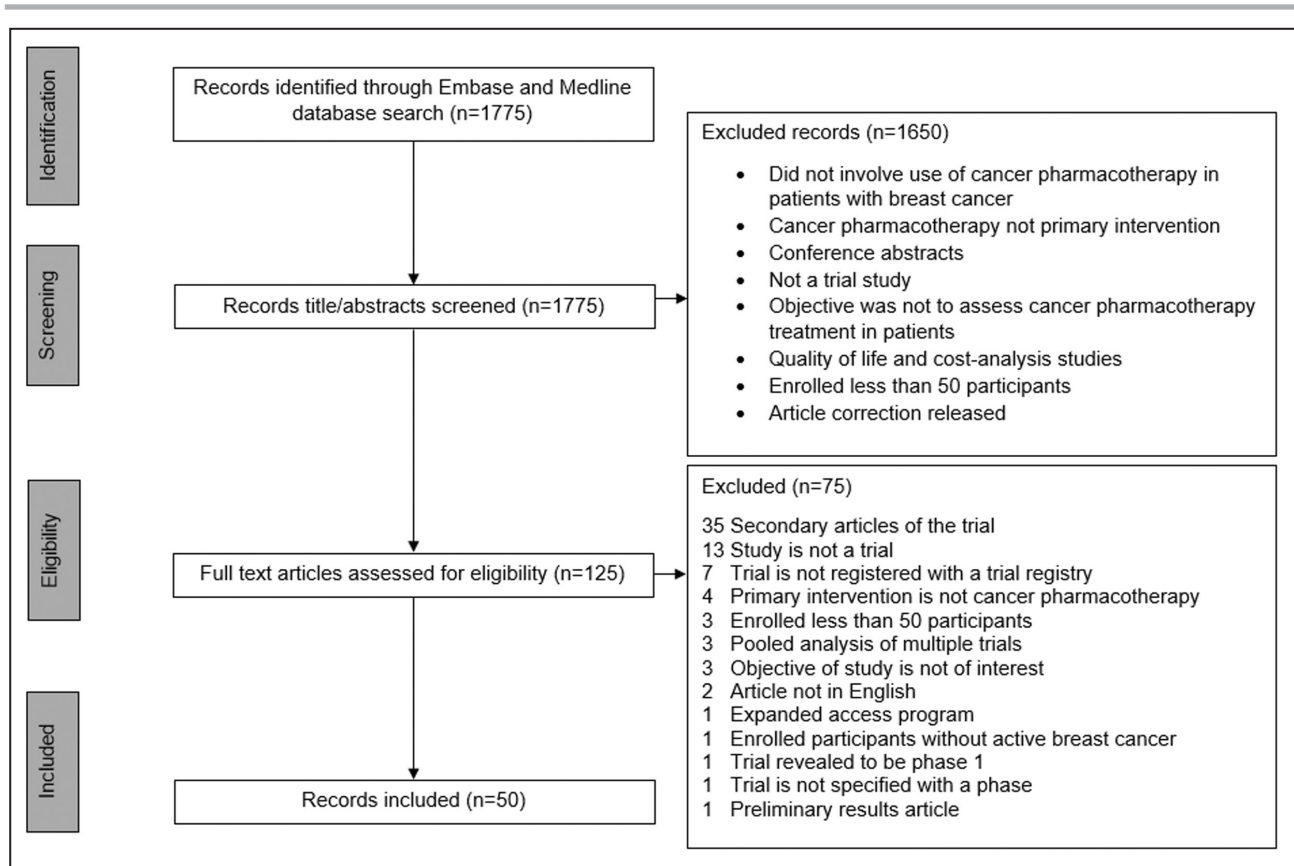 Identification
Records identified through Embase and Medline
database search (n=1775)
Excluded records (n=1650)
• Did not involve use of cancer pharmacotherapy in
patients with breast cancer
• Cancer pharmacotherapy not primary intervention
• Conference abstracts
• Not a trial study
• Objective was not to assess cancer pharmacotherapy
treatment in patients
• Quality of life and cost-analysis studies
• Enrolled less than 50 participants
• Article correction released
Screening
Records title/abstracts screened (n=1775)
Eligibility
Full text articles assessed for eligibility (n=125)
Excluded (n=75)
35 Secondary articles of the trial
13 Study is not a trial
7 Trial is not registered with a trial registry
4 Primary intervention is not cancer pharmacotherapy
3 Enrolled less than 50 participants
3 Pooled analysis of multiple trials
3 Objective of study is not of interest
2 Article not in English
1 Expanded access program
1 Enrolled participants without active breast cancer
1 Trial revealed to be phase 1
1 Trial is not specified with a phase
1 Preliminary results article
Included
Records included (n=50)